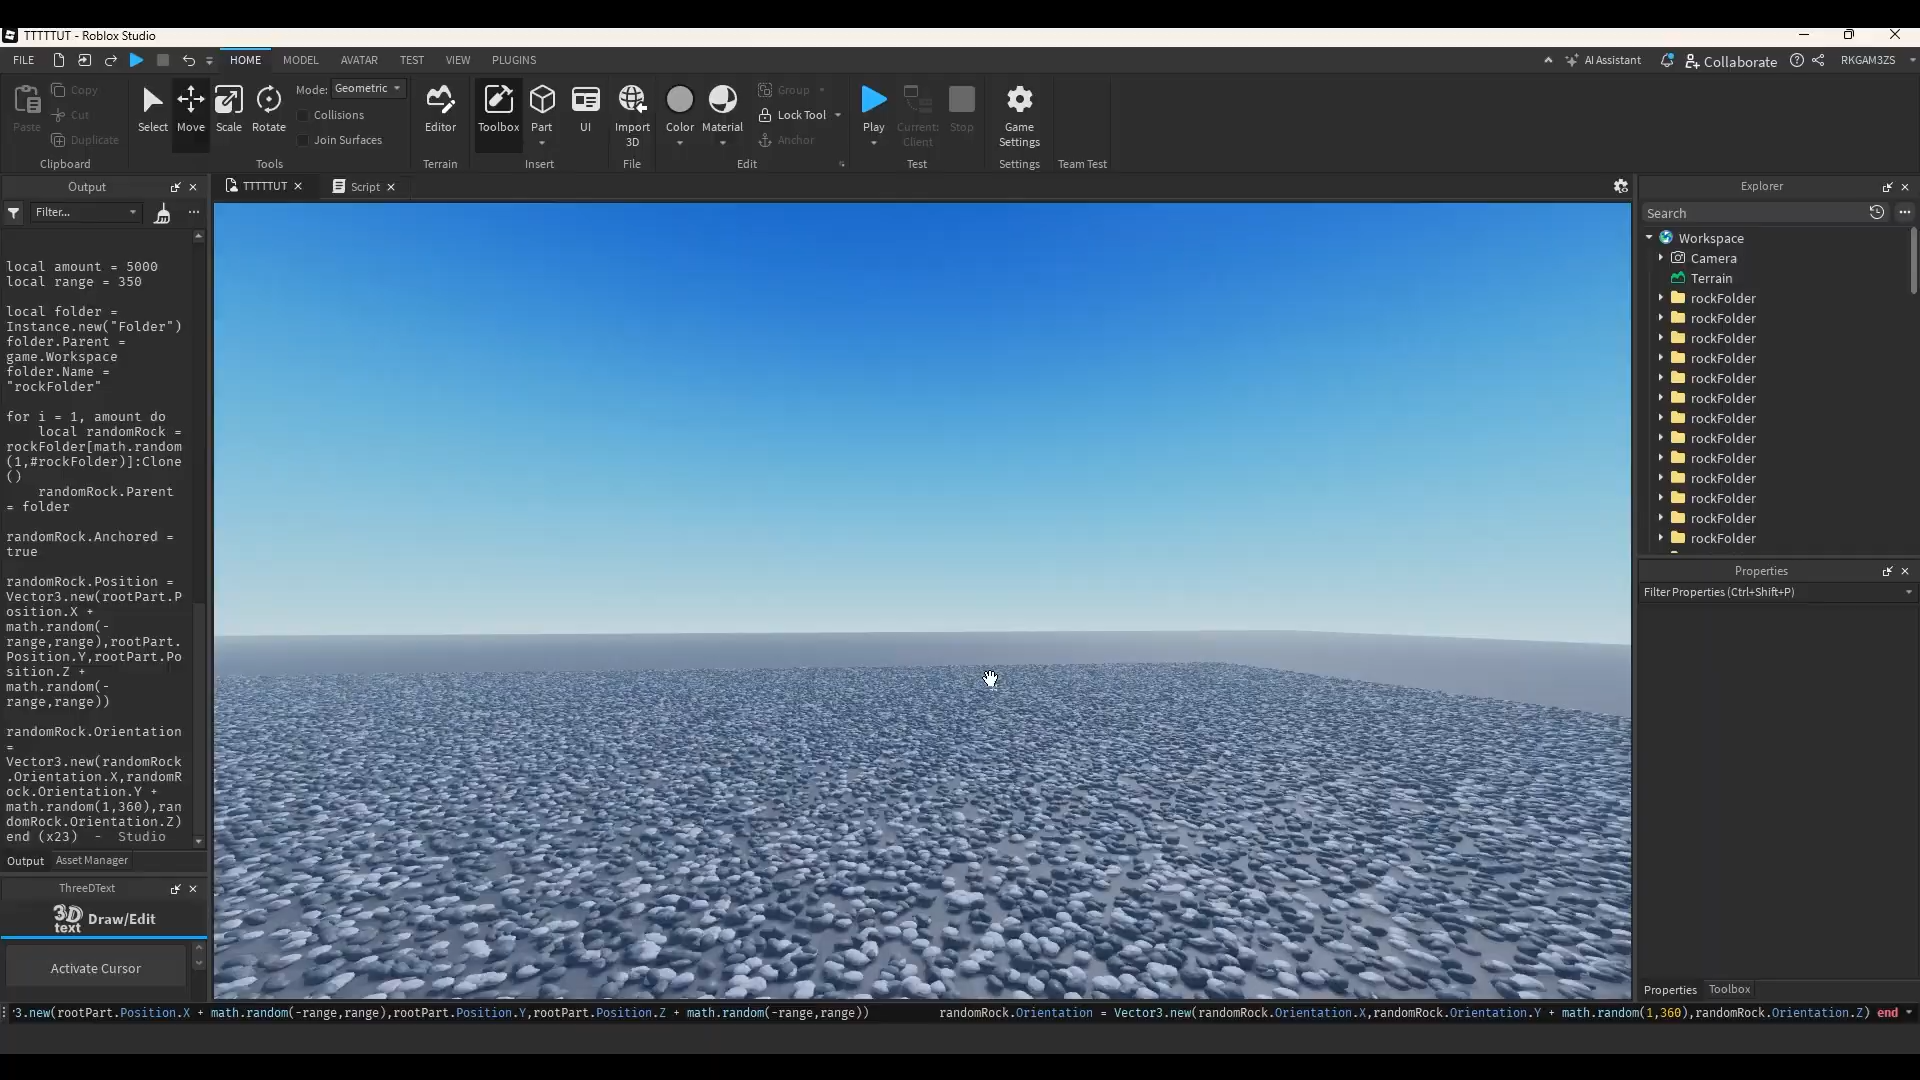 TTTTTUT - Roblox Studio
FILE
HOME
MODEL
AVATAR
TEST
VIEW
PLUGINS
AI Assistant
Collaborate
RKGAM3ZS
Paste
Copy
Cut
Duplicate
Clipboard
Select
Move
Scale
Rotate
Mode: Geometric
Collisions
Join Surfaces
Tools
Editor
Terrain
Toolbox
Part
UI
Insert
Import
3D
File
Color
Material
Group
Lock Tool
Anchor
Edit
Play
Current:
Client
Stop
Test
Game
Settings
Settings
Team Test
Output
Filter...
local amount = 5000
local range = 350
local folder =
Instance.new("Folder")
folder.Parent =
game.Workspace
folder.Name =
"rockFolder"
for i = 1, amount do
local randomRock =
rockFolder[math.random
(1,#rockFolder)]:Clone
()
randomRock.Parent
= folder
randomRock.Anchored =
true
randomRock.Position =
Vector3.new(rootPart.P
osition.X +
math.random(-
range,range),rootPart.
Position.Y,rootPart.Po
sition.Z +
math.random(-
range,range))
randomRock.Orientation
=
Vector3.new(randomRock
.Orientation.X,randomR
ock.Orientation.Y +
math.random(1,360),ran
domRock.Orientation.Z)
end (x23) - Studio
Output
Asset Manager
ThreeDText
3D
text
Draw/Edit
Activate Cursor
TTTTTUT
Script
Explorer
Search
Workspace
Camera
Terrain
rockFolder
rockFolder
rockFolder
rockFolder
rockFolder
rockFolder
rockFolder
rockFolder
rockFolder
rockFolder
rockFolder
rockFolder
rockFolder
Properties
Filter Properties (Ctrl+Shift+P)
Properties
Toolbox
3.new(rootPart.Position.X + math.random(-range,range),rootPart.Position.Y,rootPart.Position.Z + math.random(-range,range)) randomRock.Orientation = Vector3.new(randomRock.Orientation.X,randomRock.Orientation.Y + math.random(1,360),randomRock.Orientation.Z) end